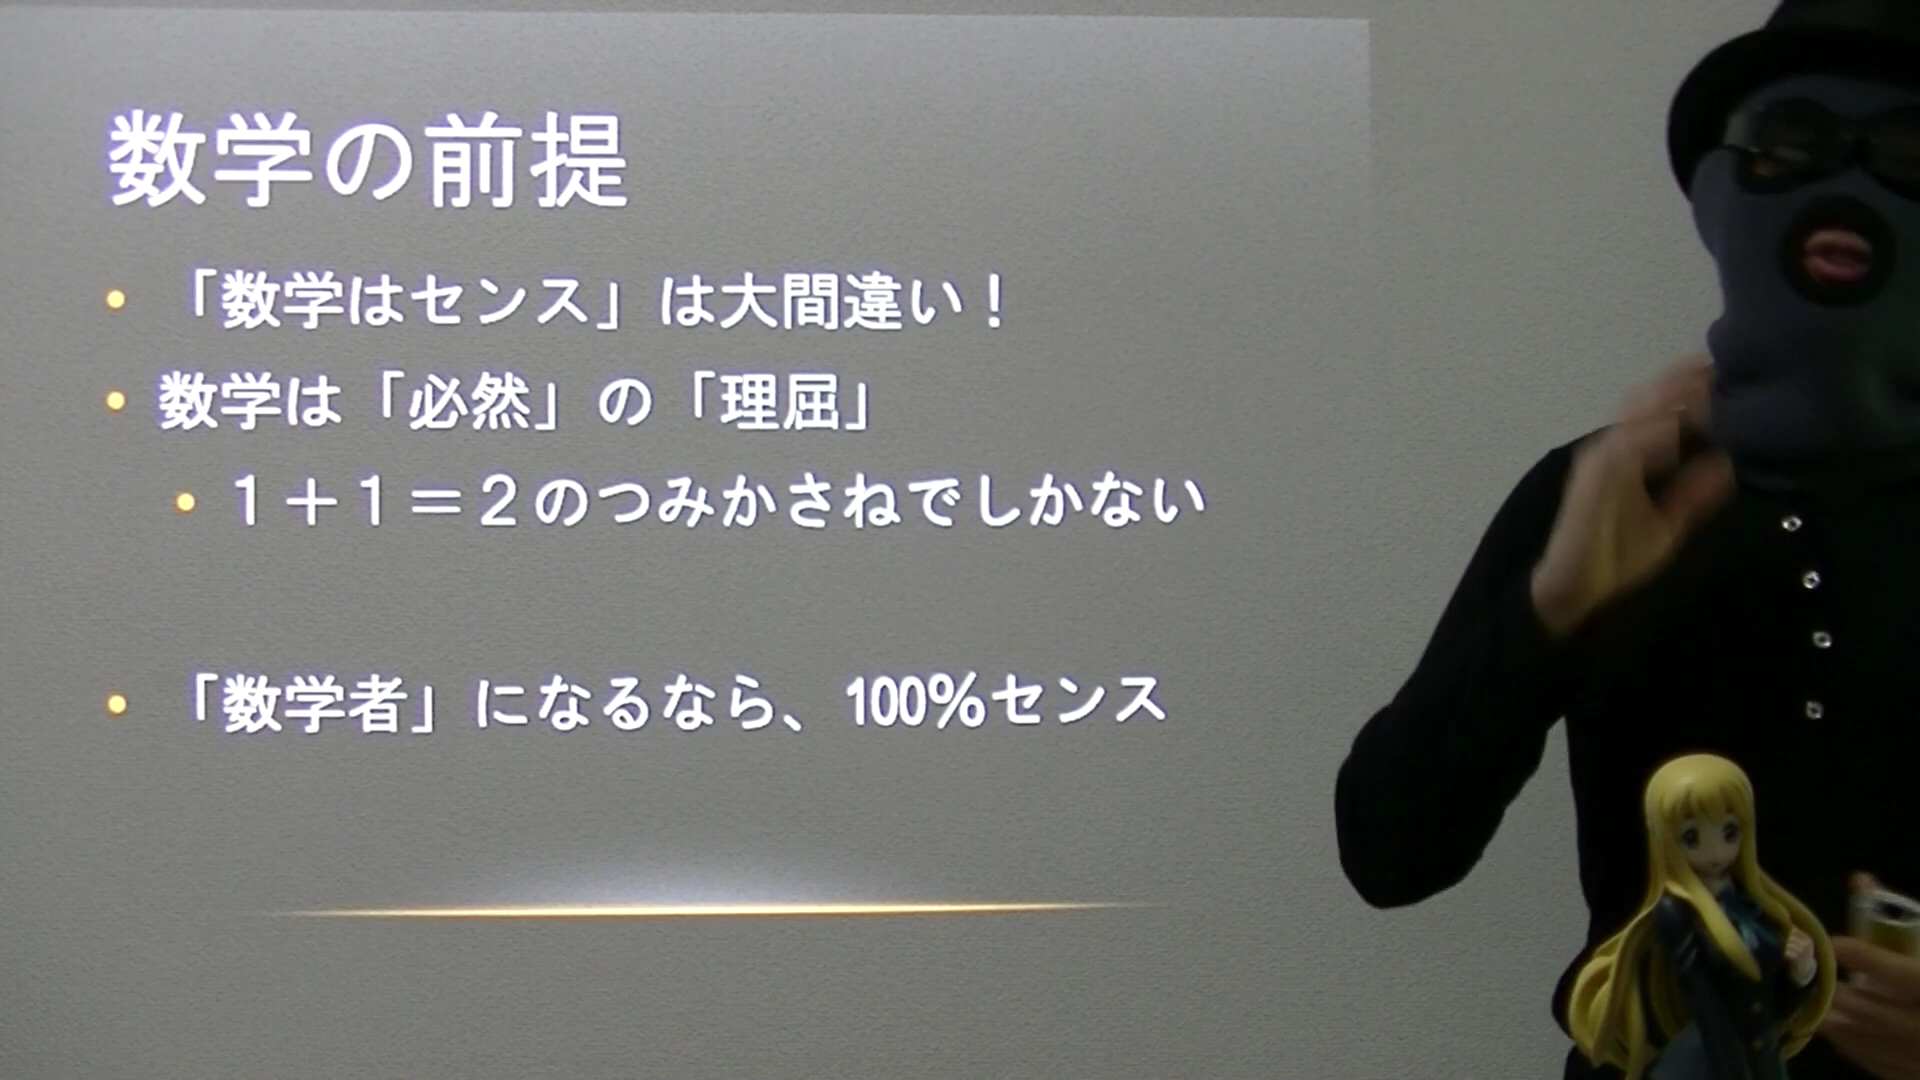 数学の前提
• 「数学はセンス」は大間違い！
• 数学は「必然」の「理屈」
• １＋１＝２のつみかさねでしかない
• 「数学者」になるなら、100％センス